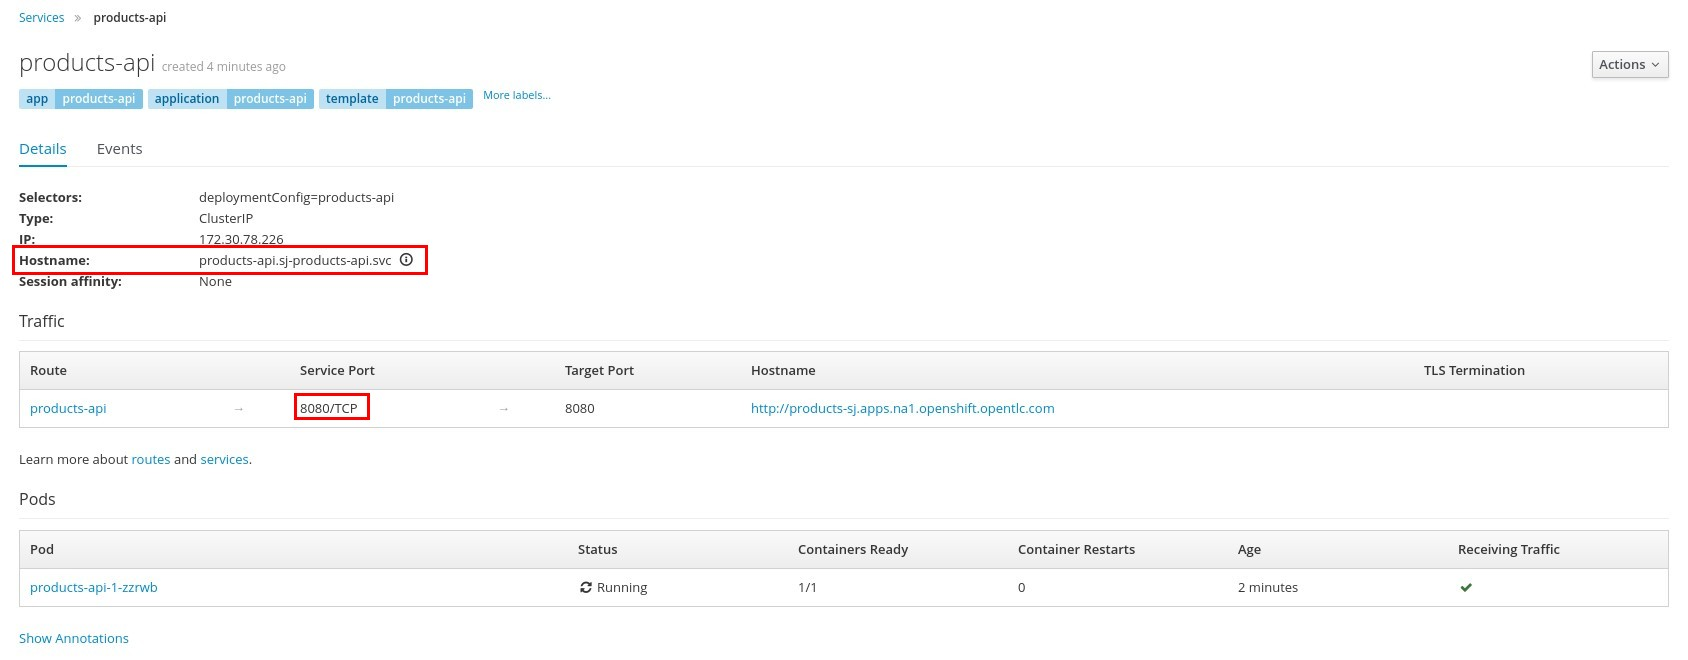 Services » products-api
products-api created 4 minutes ago
Actions
app products-api application products-api template products-api More labels...
Details Events
Selectors: deploymentConfig=products-api
Type: ClusterIP
IP: 172.30.78.226
Hostname: products-api.sj-products-api.svc
Session affinity: None
Traffic
Route Service Port Target Port Hostname TLS Termination
products-api → 8080/TCP → 8080 http://products-sj.apps.na1.openshift.opentlc.com
Learn more about routes and services.
Pods
Pod Status Containers Ready Container Restarts Age Receiving Traffic
products-api-1-zzrwb Running 1/1 0 2 minutes
Show Annotations